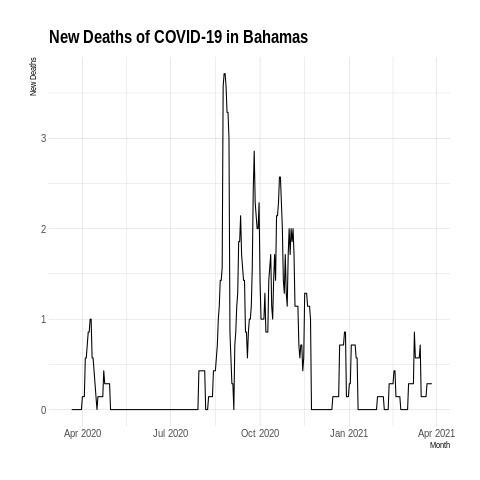 New Deaths of COVID-19 in Bahamas
New Deaths
3
2
1
0
Apr 2020
Jul 2020
Oct 2020
Jan 2021
Apr 2021
Month